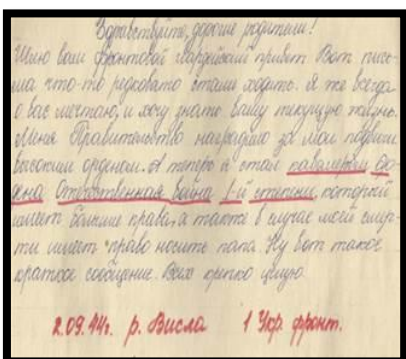 Здравствуйте, дорогие родители!
Шлю вам фронтовой гвардейский привет Вот пись-
ма что-то редковато стали ходить. Я же всегда
о вас мечтаю, и хочу знать вашу текущую жизнь.
Меня Правительство наградило за мои подвиги
высоким орденом. А теперь я стал кавалером ор-
дена Отечественная война 1-й степени, который
имеет большие права, а также в случае моей смер-
ти имеет право носить папа. Ну вот такое
краткое сообщение. Всех крепко целую.
2.09.44г. р. Висла 1 Укр. фронт.